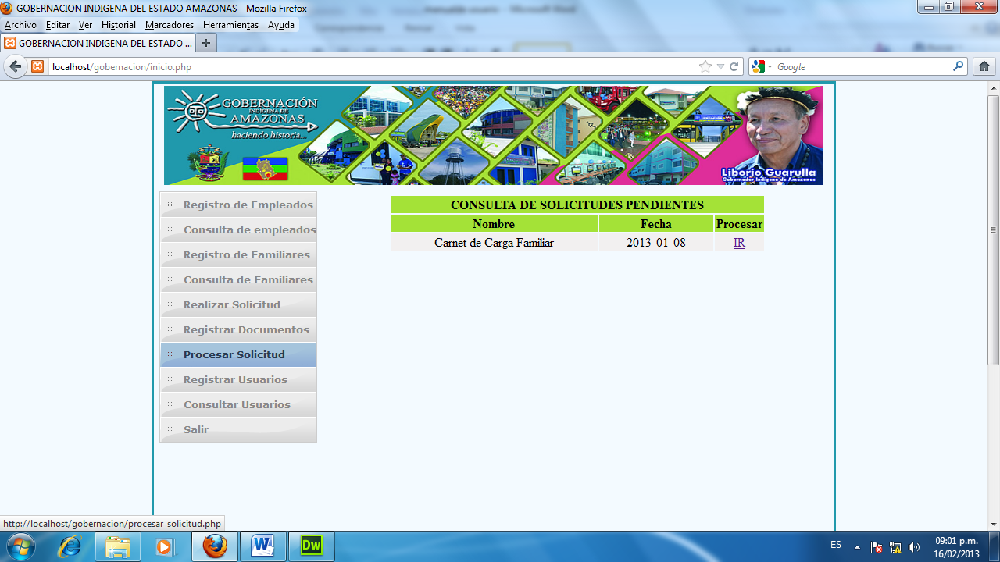 GOBERNACION INDIGENA DEL ESTADO AMAZONAS - Mozilla Firefox
Archivo Editar Ver Historial Marcadores Herramientas Ayuda
GOBERNACION INDIGENA DEL ESTADO ...
localhost/gobernacion/inicio.php
Google
GOBERNACIÓN
INDÍGENA DE
AMAZONAS
haciendo historia...
Liborio Guarulla
Gobernador Indígena de Amazonas
Registro de Empleados
Consulta de empleados
Registro de Familiares
Consulta de Familiares
Realizar Solicitud
Registrar Documentos
Procesar Solicitud
Registrar Usuarios
Consultar Usuarios
Salir
CONSULTA DE SOLICITUDES PENDIENTES
Nombre Fecha Procesar
Carnet de Carga Familiar 2013-01-08 IR
http://localhost/gobernacion/procesar_solicitud.php
Dw
ES
09:01 p.m.
16/02/2013